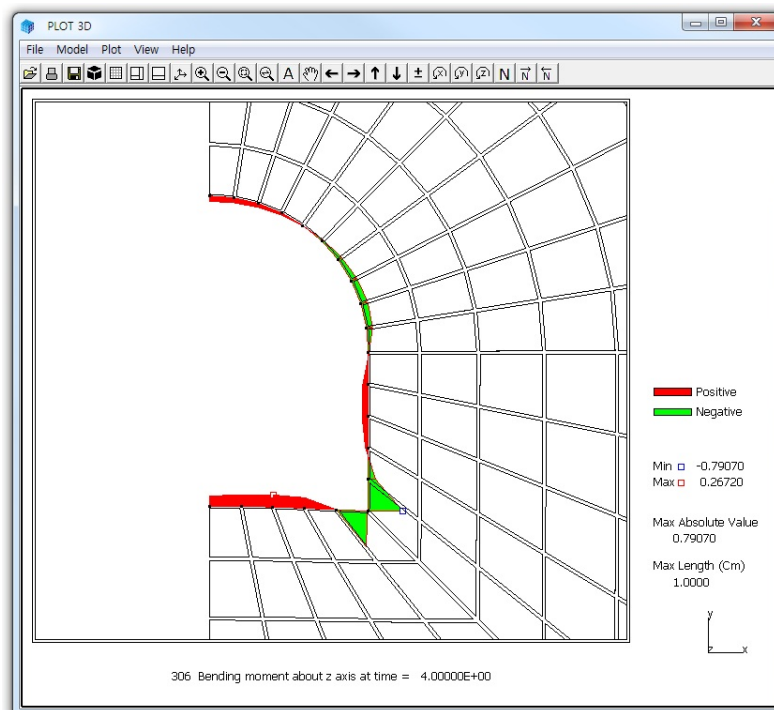 PLOT 3D
File Model Plot View Help
A N N N
Positive
Negative
Min -0.79070
Max 0.26720
Max Absolute Value
0.79070
Max Length (Cm)
1.0000
y
z x
306 Bending moment about z axis at time = 4.00000E+00